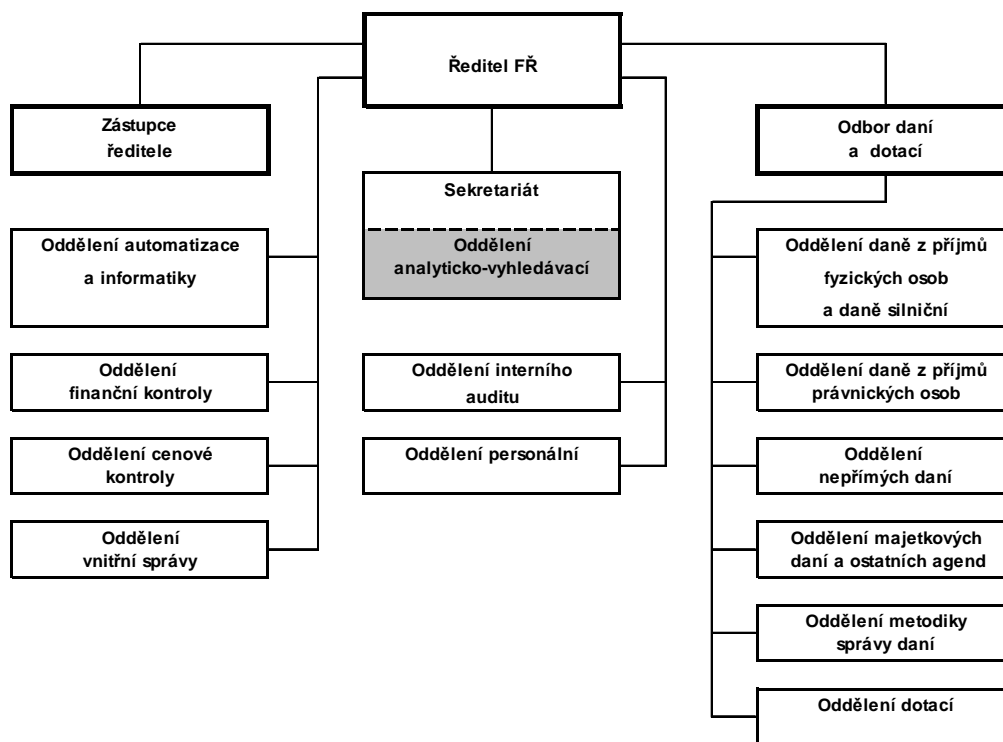 Ředitel FŘ
Zástupce
ředitele
Odbor daní
a dotací
Sekretariát
Oddělení
analyticko-vyhledávací
Oddělení automatizace
a informatiky
Oddělení
finanční kontroly
Oddělení cenové
kontroly
Oddělení
vnitřní správy
Oddělení interního
auditu
Oddělení personální
Oddělení daně z příjmů
fyzických osob
a daně silniční
Oddělení daně z příjmů
právnických osob
Oddělení
nepřímých daní
Oddělení majetkových
daní a ostatních agend
Oddělení metodiky
správy daní
Oddělení dotací